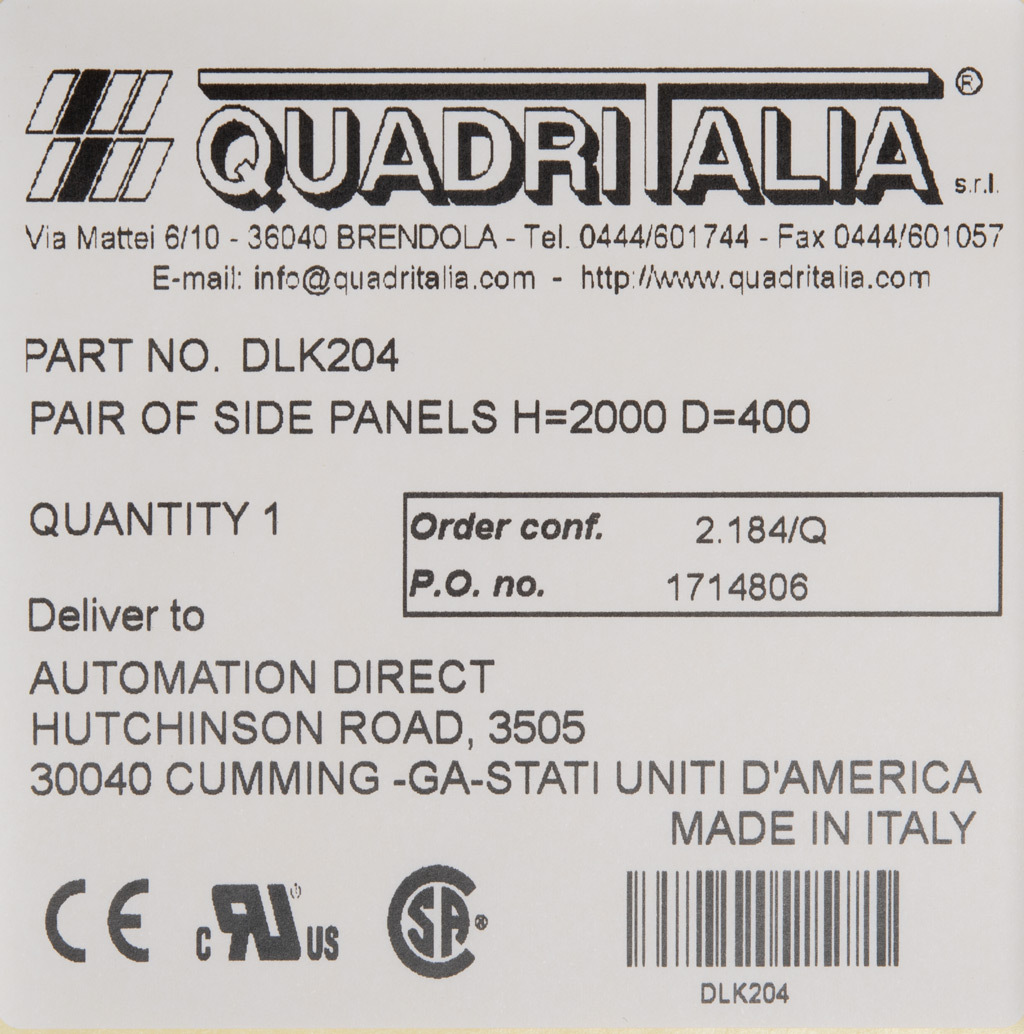 QUADRITALIA ®
s.r.l.
Via Mattei 6/10 - 36040 BRENDOLA - Tel. 0444/601744 - Fax 0444/601057
E-mail: info@quadritalia.com - http://www.quadritalia.com
PART NO. DLK204
PAIR OF SIDE PANELS H=2000 D=400
QUANTITY 1
Order conf. 2.184/Q
P.O. no. 1714806
Deliver to
AUTOMATION DIRECT
HUTCHINSON ROAD, 3505
30040 CUMMING -GA-STATI UNITI D'AMERICA
MADE IN ITALY
CE c RU US SA ®
DLK204